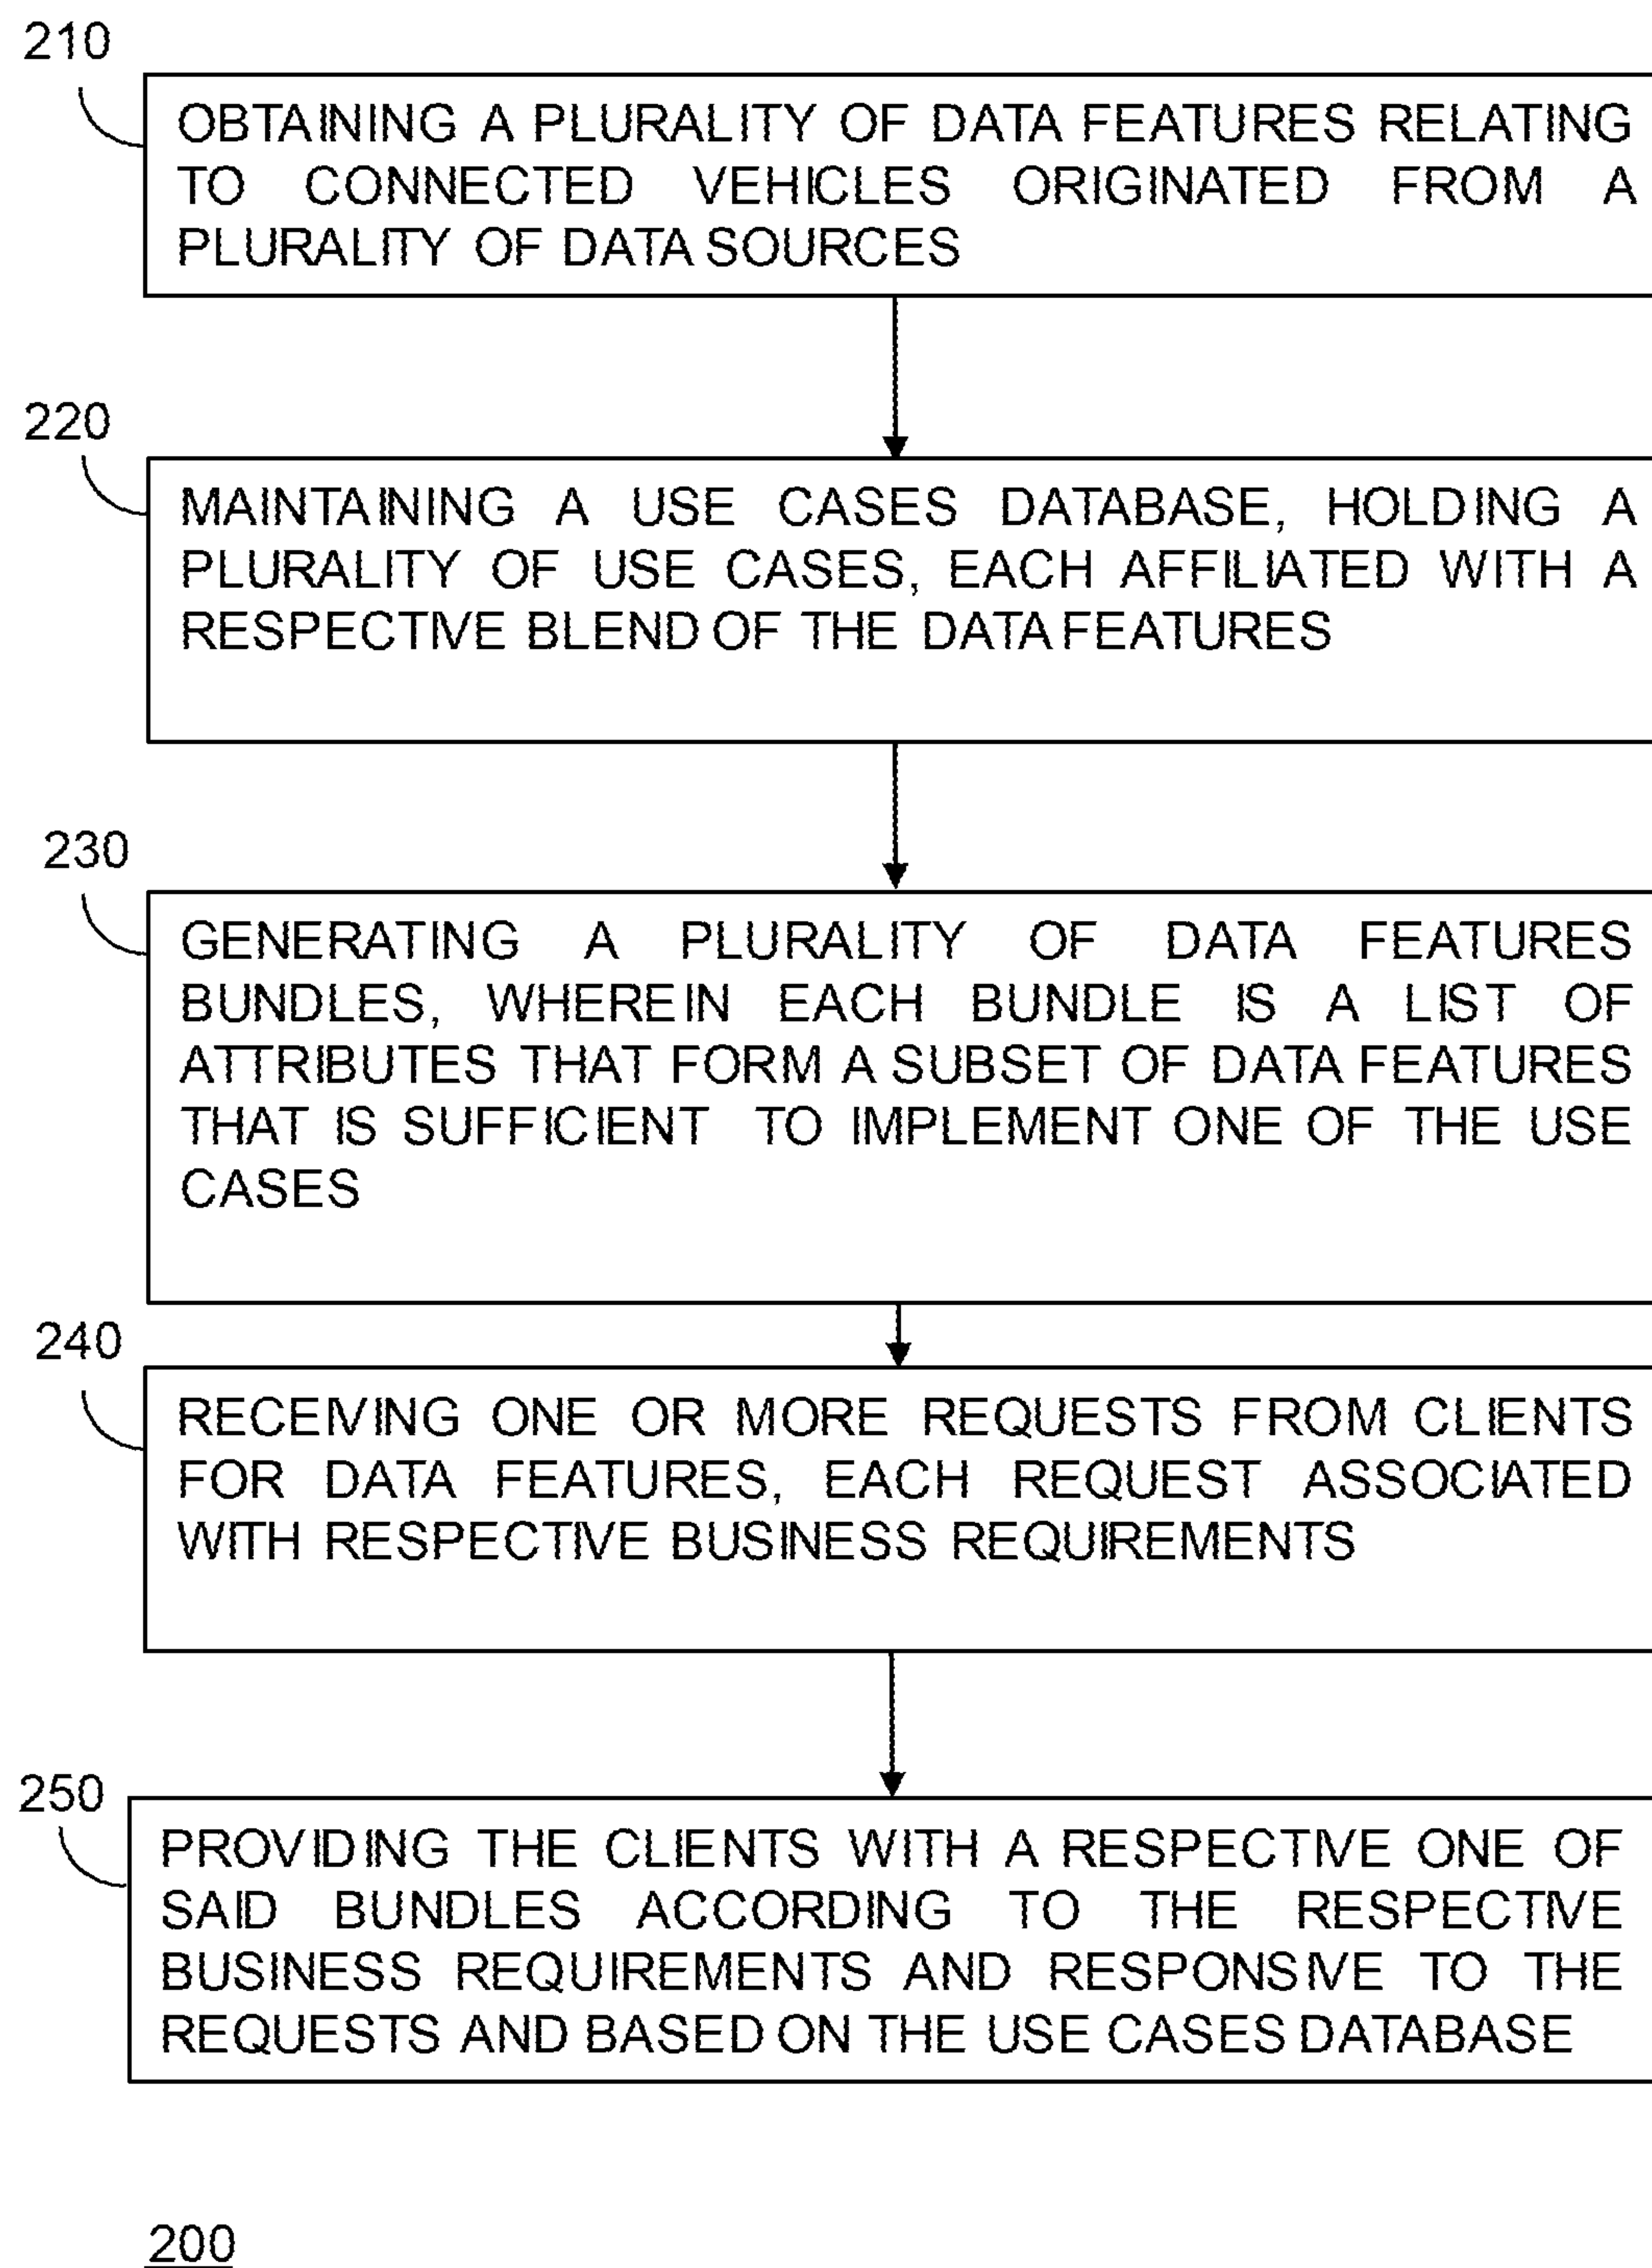 210
OBTAINING A PLURALITY OF DATA FEATURES RELATING
TO CONNECTED VEHICLES ORIGINATED FROM A
PLURALITY OF DATA SOURCES
220
MAINTAINING A USE CASES DATABASE, HOLDING A
PLURALITY OF USE CASES, EACH AFFILIATED WITH A
RESPECTIVE BLEND OF THE DATA FEATURES
230
GENERATING A PLURALITY OF DATA FEATURES
BUNDLES, WHEREIN EACH BUNDLE IS A LIST OF
ATTRIBUTES THAT FORM A SUBSET OF DATA FEATURES
THAT IS SUFFICIENT TO IMPLEMENT ONE OF THE USE
CASES
240
RECEIVING ONE OR MORE REQUESTS FROM CLIENTS
FOR DATA FEATURES, EACH REQUEST ASSOCIATED
WITH RESPECTIVE BUSINESS REQUIREMENTS
250
PROVIDING THE CLIENTS WITH A RESPECTIVE ONE OF
SAID BUNDLES ACCORDING TO THE RESPECTIVE
BUSINESS REQUIREMENTS AND RESPONSIVE TO THE
REQUESTS AND BASED ON THE USE CASES DATABASE
200